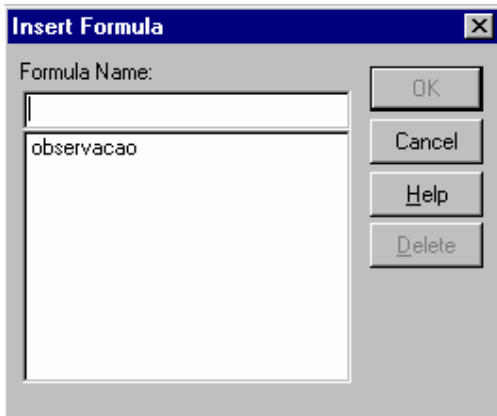 Insert Formula
Formula Name:
observacao
OK
Cancel
Help
Delete